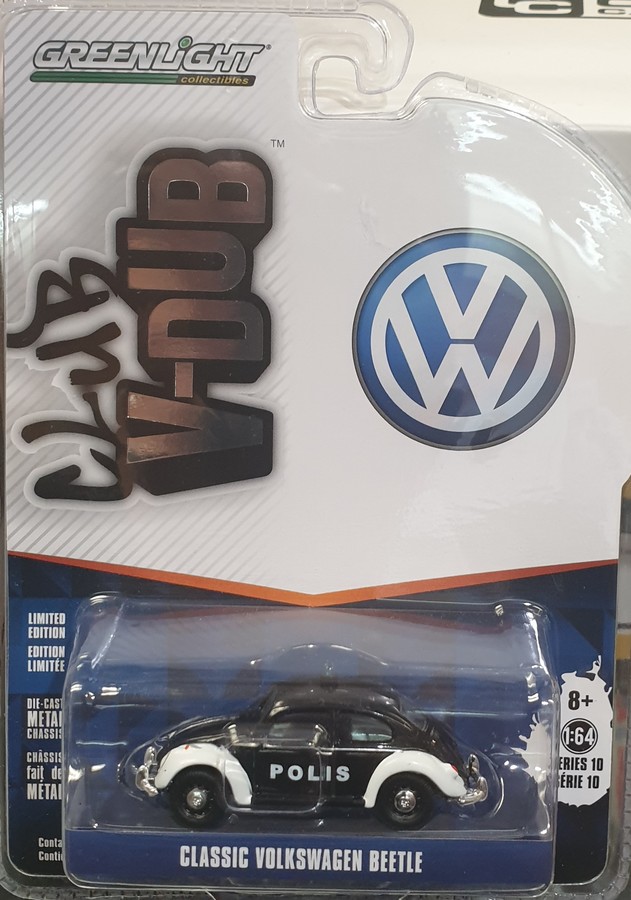 GREENLIGHT
collectibles
TM
CLUB
V-DUB
VW
LIMITED
EDITION
EDITION
LIMITÉE
DIE-CAST
METAL
CHASSIS
CHÂSSIS
fait de
MÉTAL
8+
1:64
SERIES 10
SÉRIE 10
POLIS
CLASSIC VOLKSWAGEN BEETLE